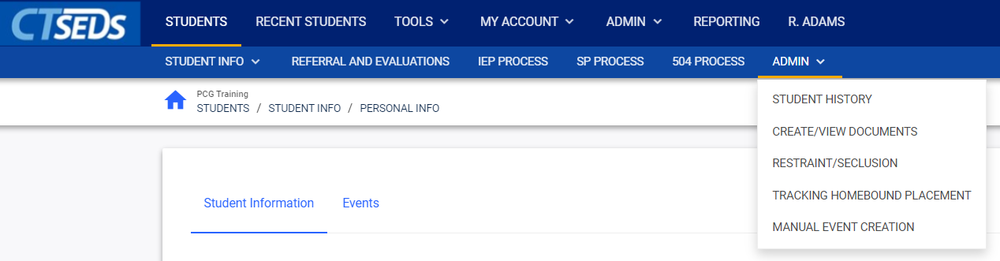 CTSEDS STUDENTS RECENT STUDENTS TOOLS MY ACCOUNT ADMIN REPORTING R. ADAMS
STUDENT INFO REFERRAL AND EVALUATIONS IEP PROCESS SP PROCESS 504 PROCESS ADMIN
PCG Training
STUDENTS / STUDENT INFO / PERSONAL INFO
STUDENT HISTORY
CREATE/VIEW DOCUMENTS
RESTRAINT/SECLUSION
TRACKING HOMEBOUND PLACEMENT
MANUAL EVENT CREATION
Student Information Events